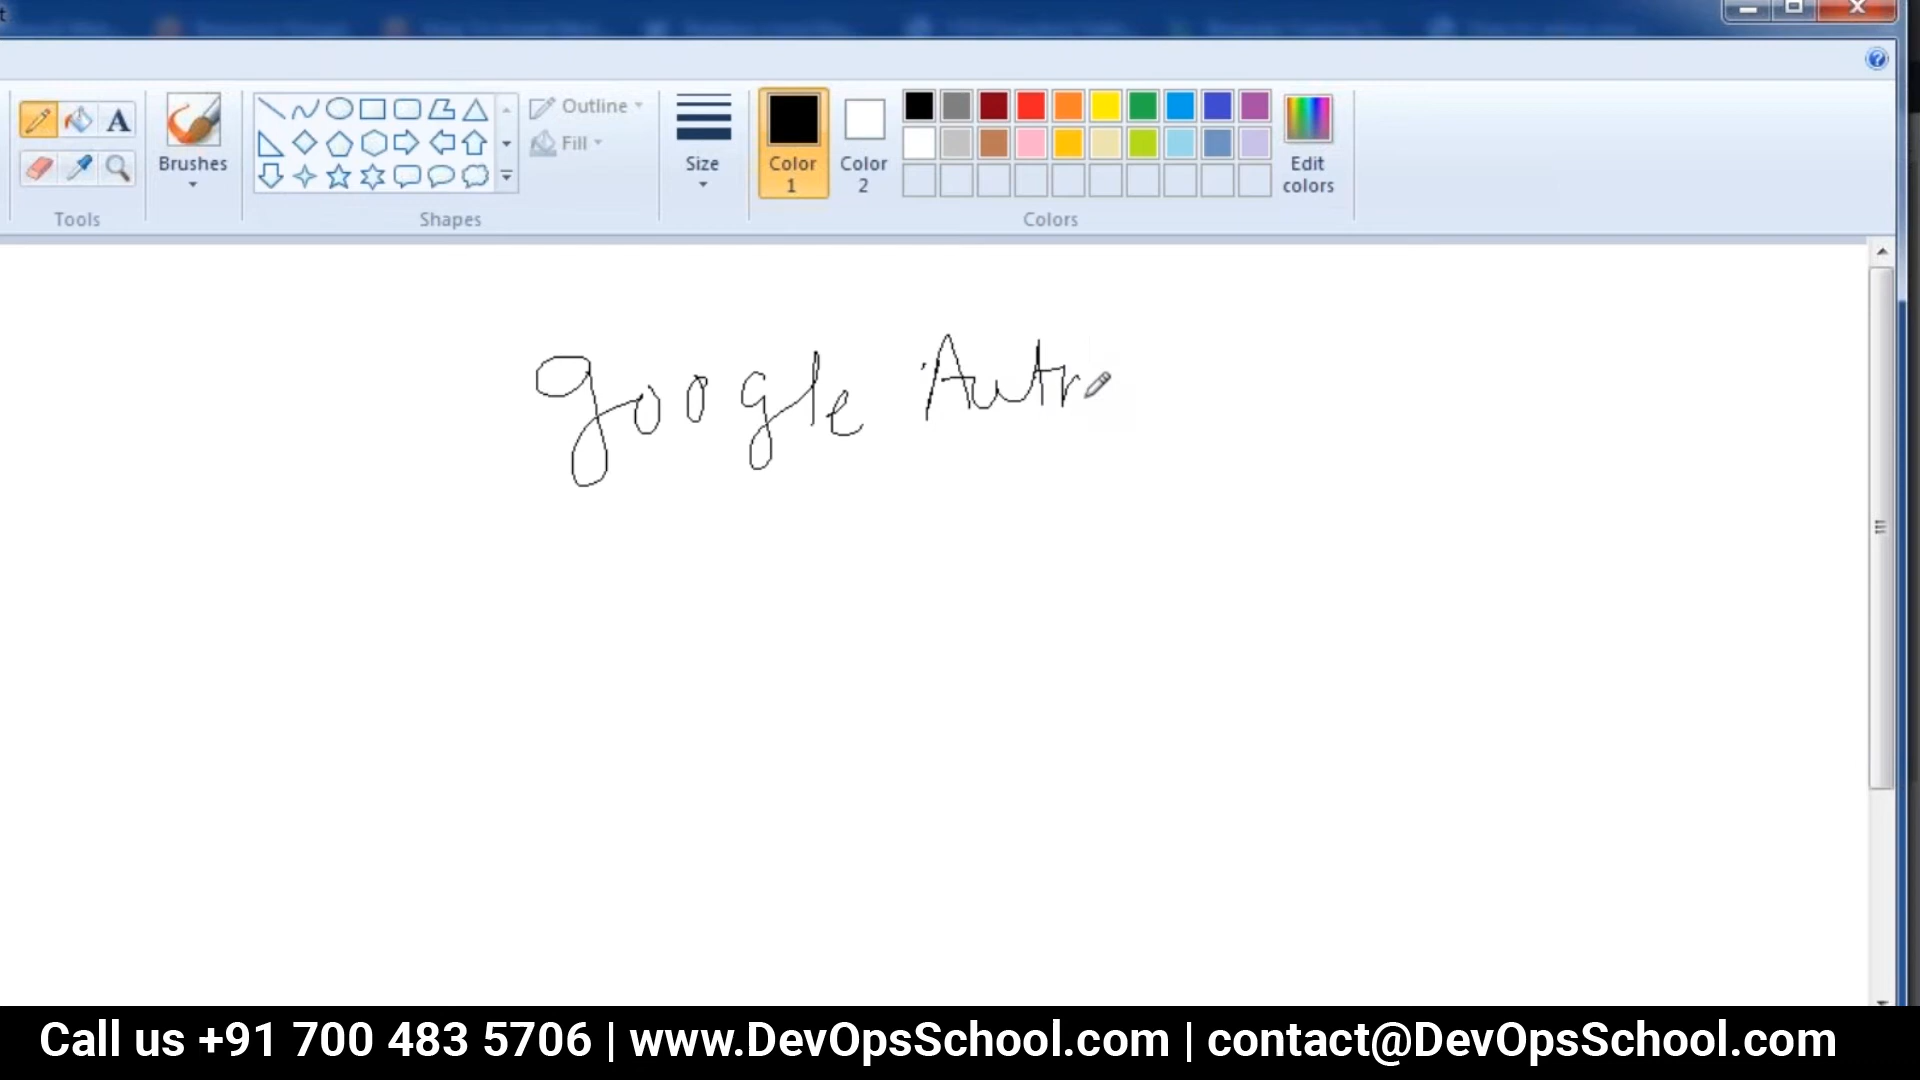 Outline
Fill
Brushes
Size
Color 1
Color 2
Edit colors
Tools
Shapes
Colors
Google Autr
Call us +91 700 483 5706 | www.DevOpsSchool.com | contact@DevOpsSchool.com